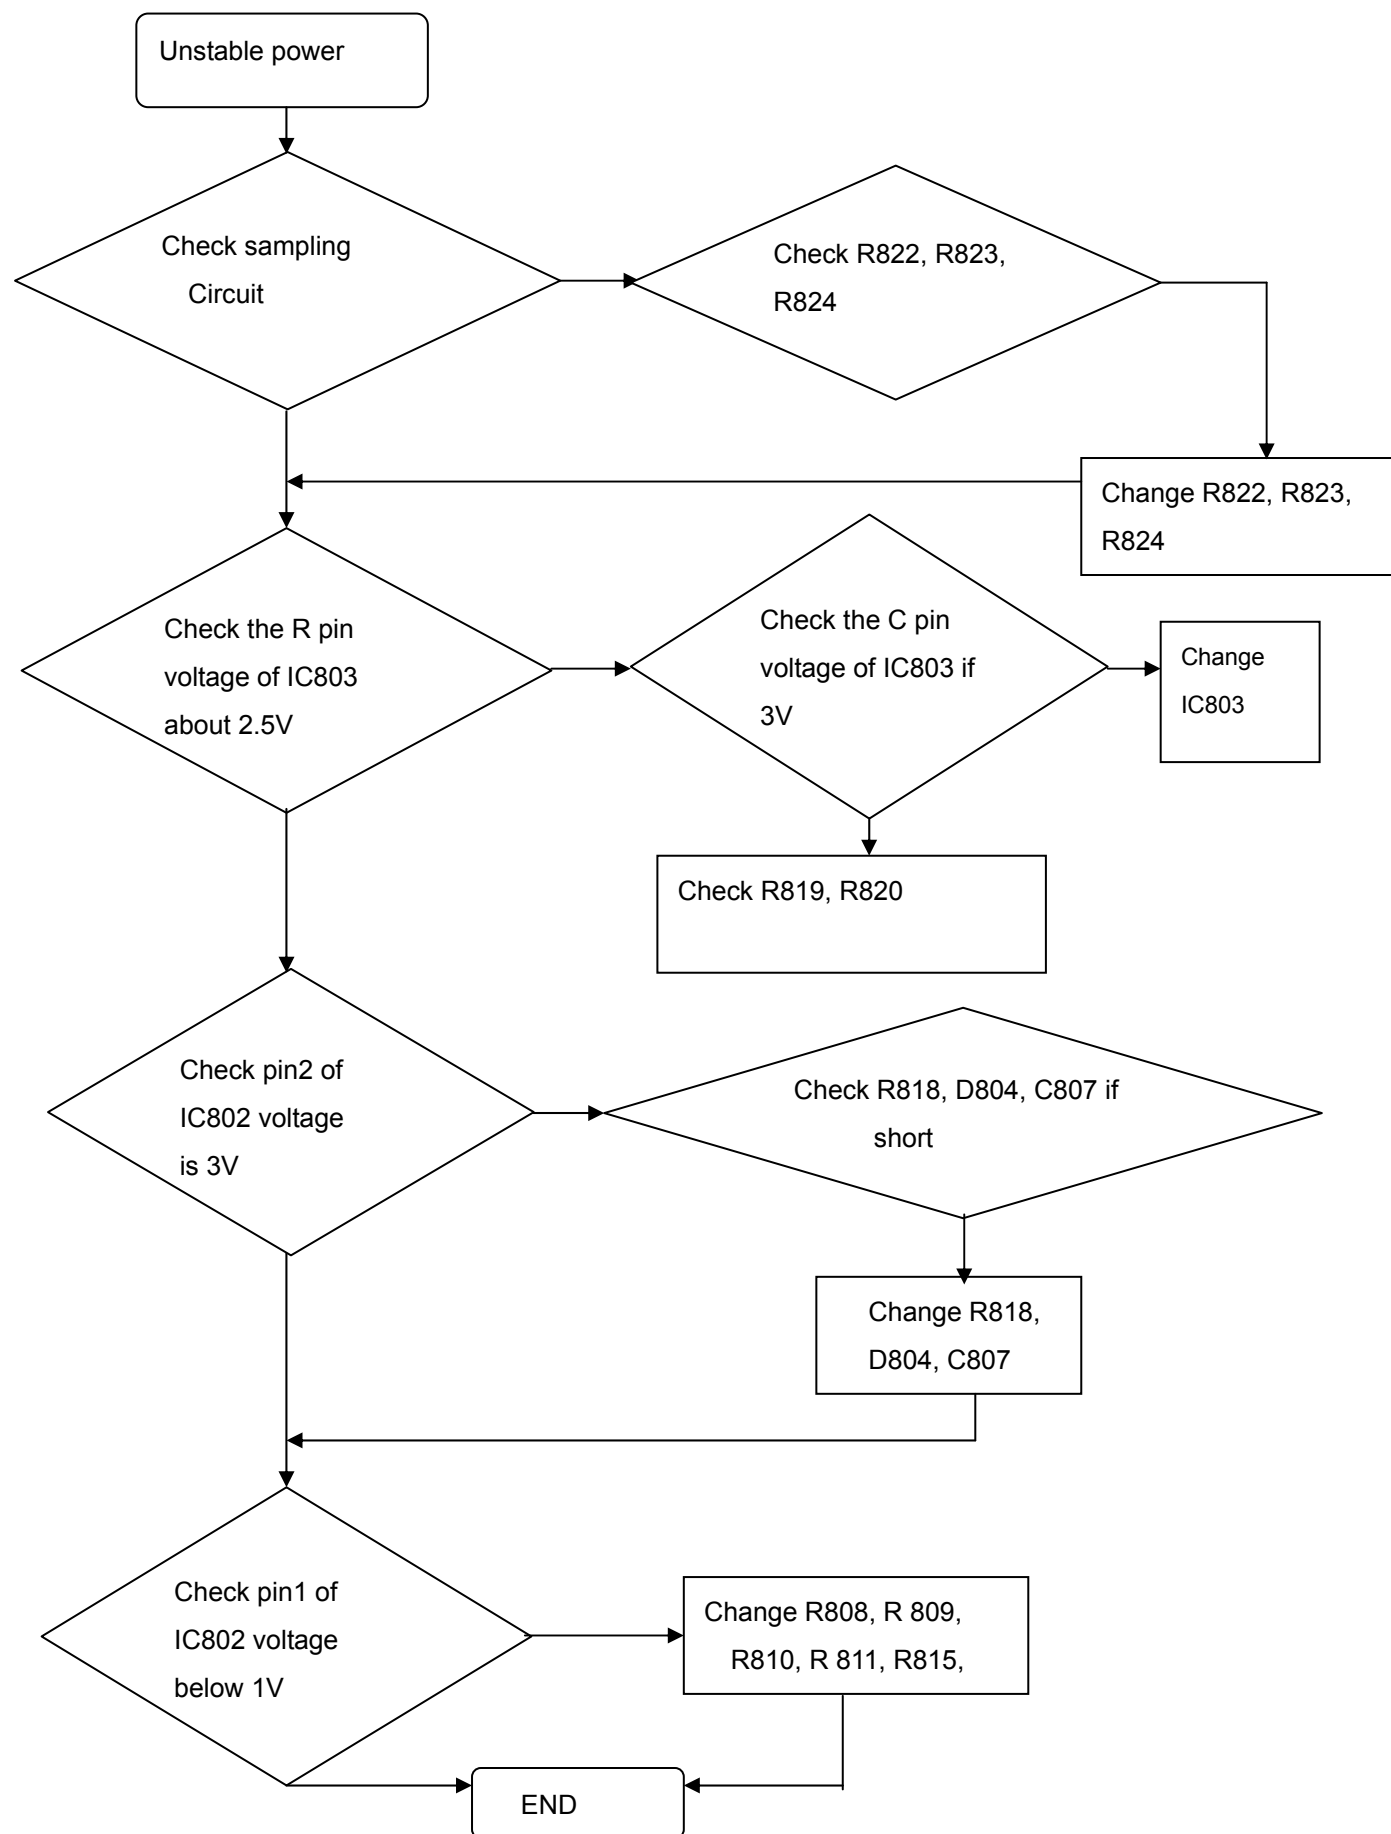 Unstable power
Check sampling
Circuit
Check R822, R823,
R824
Change R822, R823,
R824
Check the R pin
voltage of IC803
about 2.5V
Check the C pin
voltage of IC803 if
3V
Change
IC803
Check R819, R820
Check pin2 of
IC802 voltage
is 3V
Check R818, D804, C807 if
short
Change R818,
D804, C807
Check pin1 of
IC802 voltage
below 1V
Change R808, R 809,
R810, R 811, R815,
END